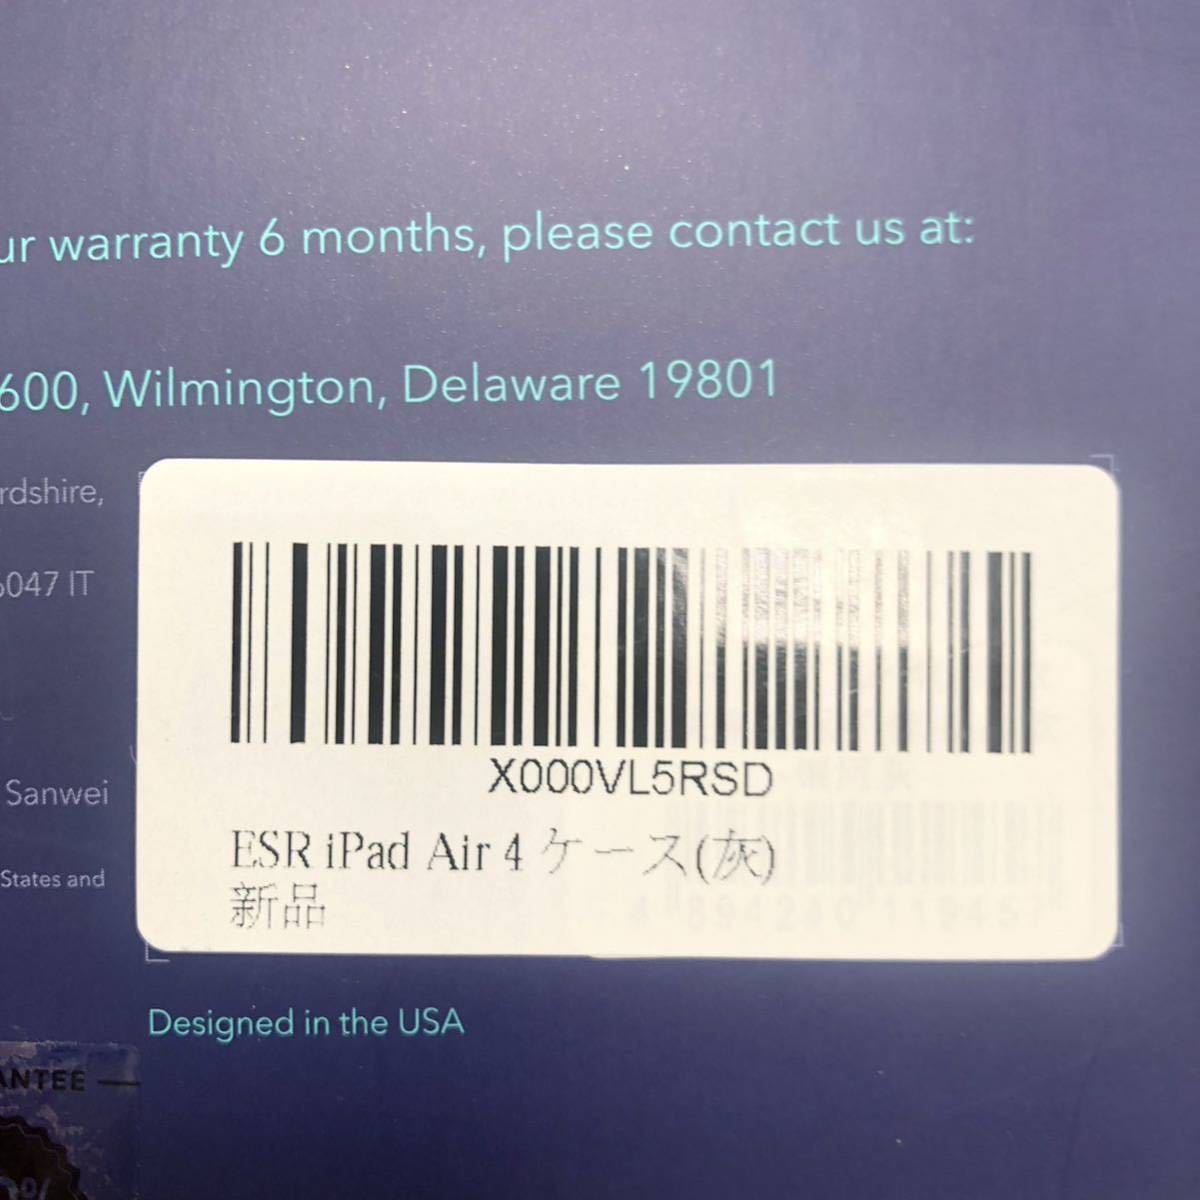 ur warranty 6 months, please contact us at:
600, Wilmington, Delaware 19801
rdshire,
6047 IT
Sanwei
States and
X000VL5RSD
ESR iPad Air 4 ケース(灰)
新品
Designed in the USA
ANTEE